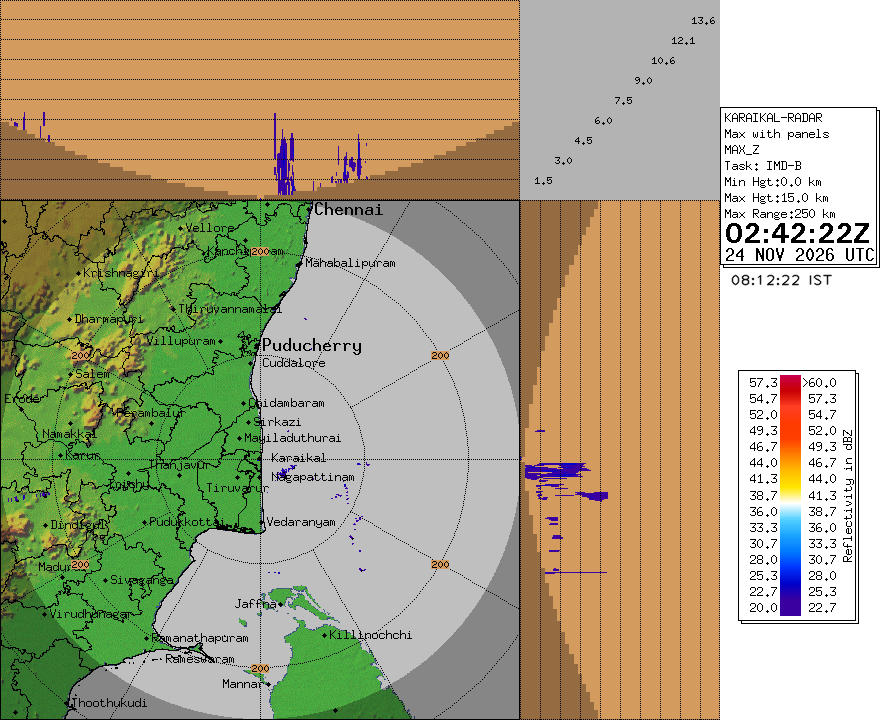 13.6
12.1
10.6
9.0
7.5
6.0
4.5
3.0
1.5
KARAIKAL-RADAR
Max with panels
MAX_Z
Task: IMD-B
Min Hgt:0.0 km
Max Hgt:15.0 km
Max Range:250 km
02:42:22Z
24 NOV 2026 UTC
08:12:22 IST
Chennai
Vellore
200
Mahabalipuram
Krishnagiri
Thiruvannamalai
Dharmapuri
Villupuram
Puducherry
200
200
Cuddalore
Salem
Erode
Chidambaram
Perambalur
Sirkazi
Namakkal
Mayiladuthurai
Karur
Karaikal
Thanjavur
Nagapattinam
Tiruvarur
Dindigul
Pudukkottai
Vedaranyam
200
200
Madurai
Sivaganga
Jaffna
Virudhunagar
Ramanathapuram
Killinochchi
Rameswaram
200
Mannar
Thoothukudi
57.3 >60.0
54.7 57.3
52.0 54.7
49.3 52.0
46.7 49.3
44.0 46.7
41.3 44.0
38.7 41.3
36.0 38.7
33.3 36.0
30.7 33.3
28.0 30.7
25.3 28.0
22.7 25.3
20.0 22.7
Reflectivity in dBZ